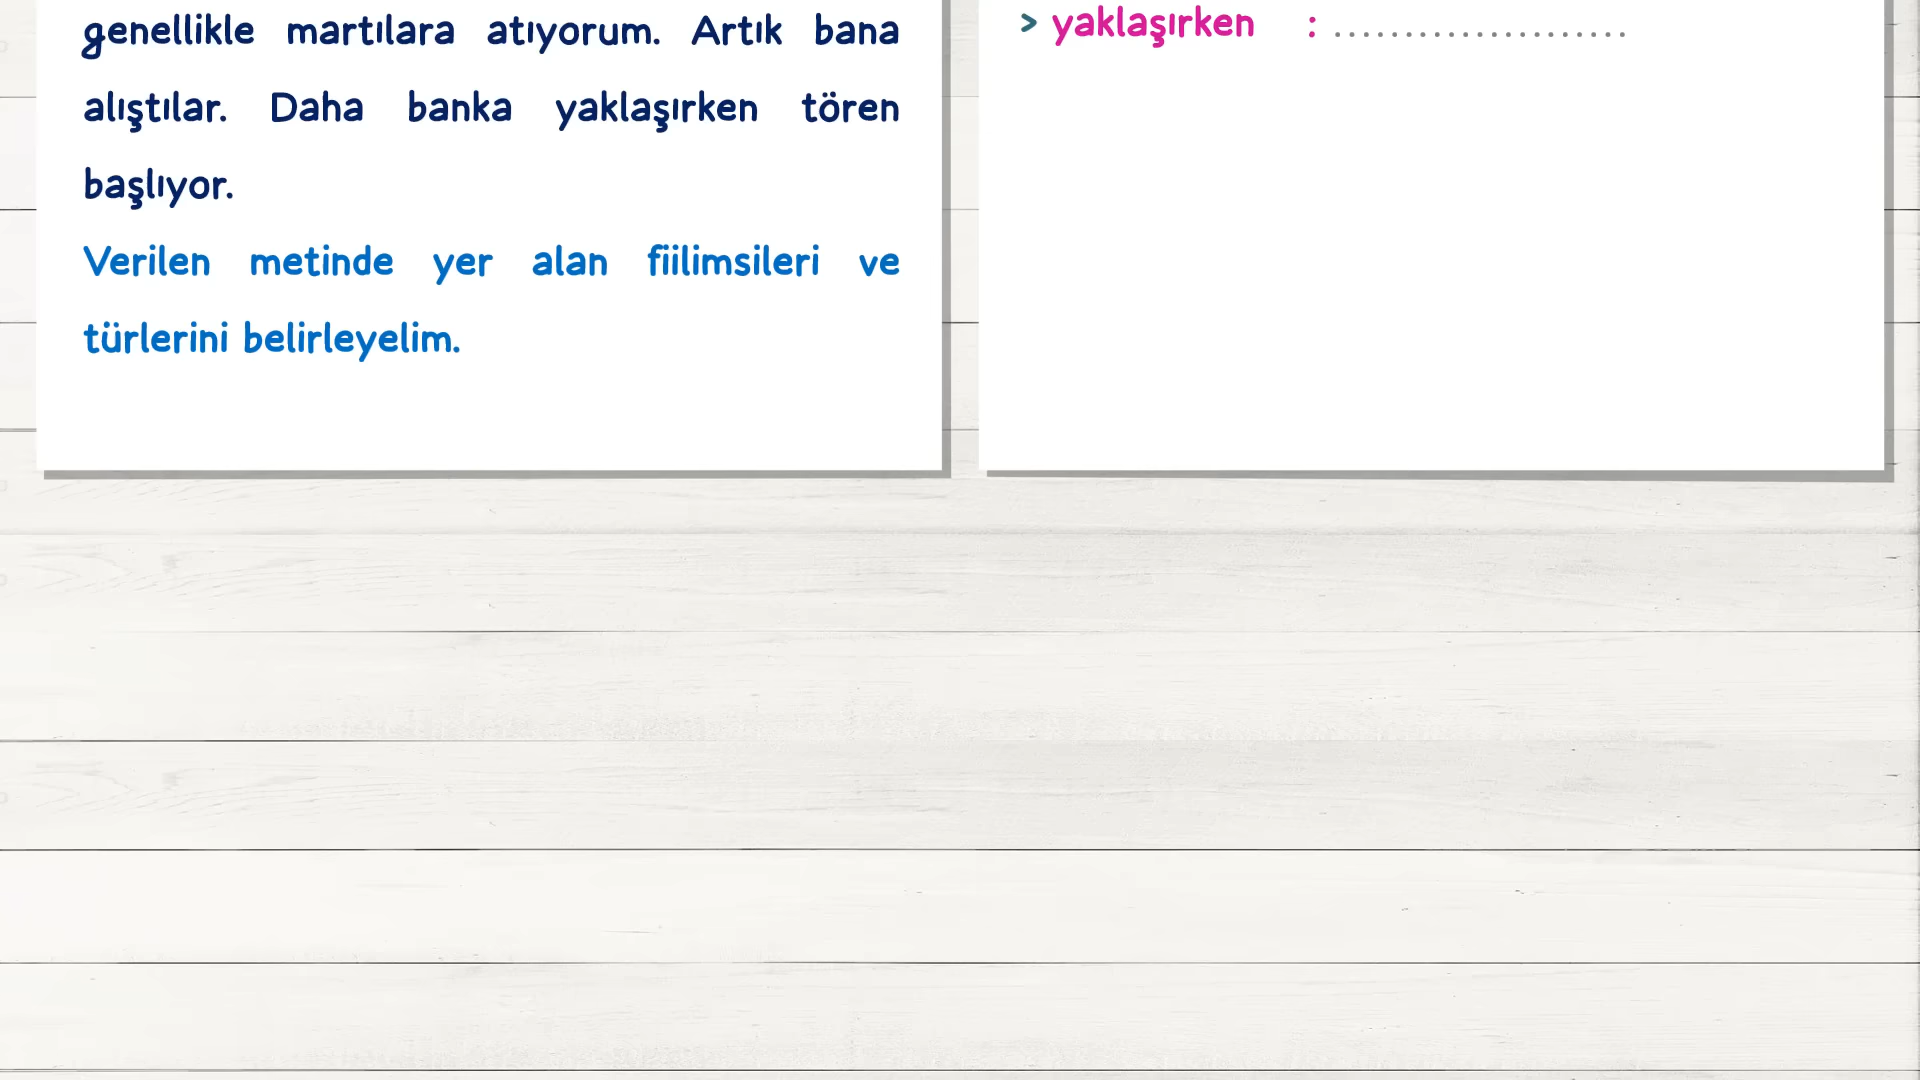 genellikle martılara atıyorum. Artık bana
alıştılar. Daha banka yaklaşırken tören
başlıyor.
Verilen metinde yer alan fiilimsileri ve
türlerini belirleyelim.
> yaklaşırken : .....................